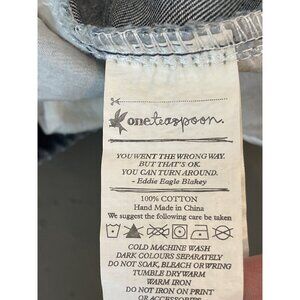 oneteaspoon.
YOU WENT THE WRONG WAY.
BUT THAT'S OK.
YOU CAN TURN AROUND.
- Eddie Eagle Blakey
100% COTTON
Hand Made in China
We suggest the following care be taken
COLD MACHINE WASH
DARK COLOURS SEPARATELY
DO NOT SOAK, BLEACH OR WRING
TUMBLE DRY WARM
WARM IRON
DO NOT IRON ON PRINT
OR ACCESSORIES